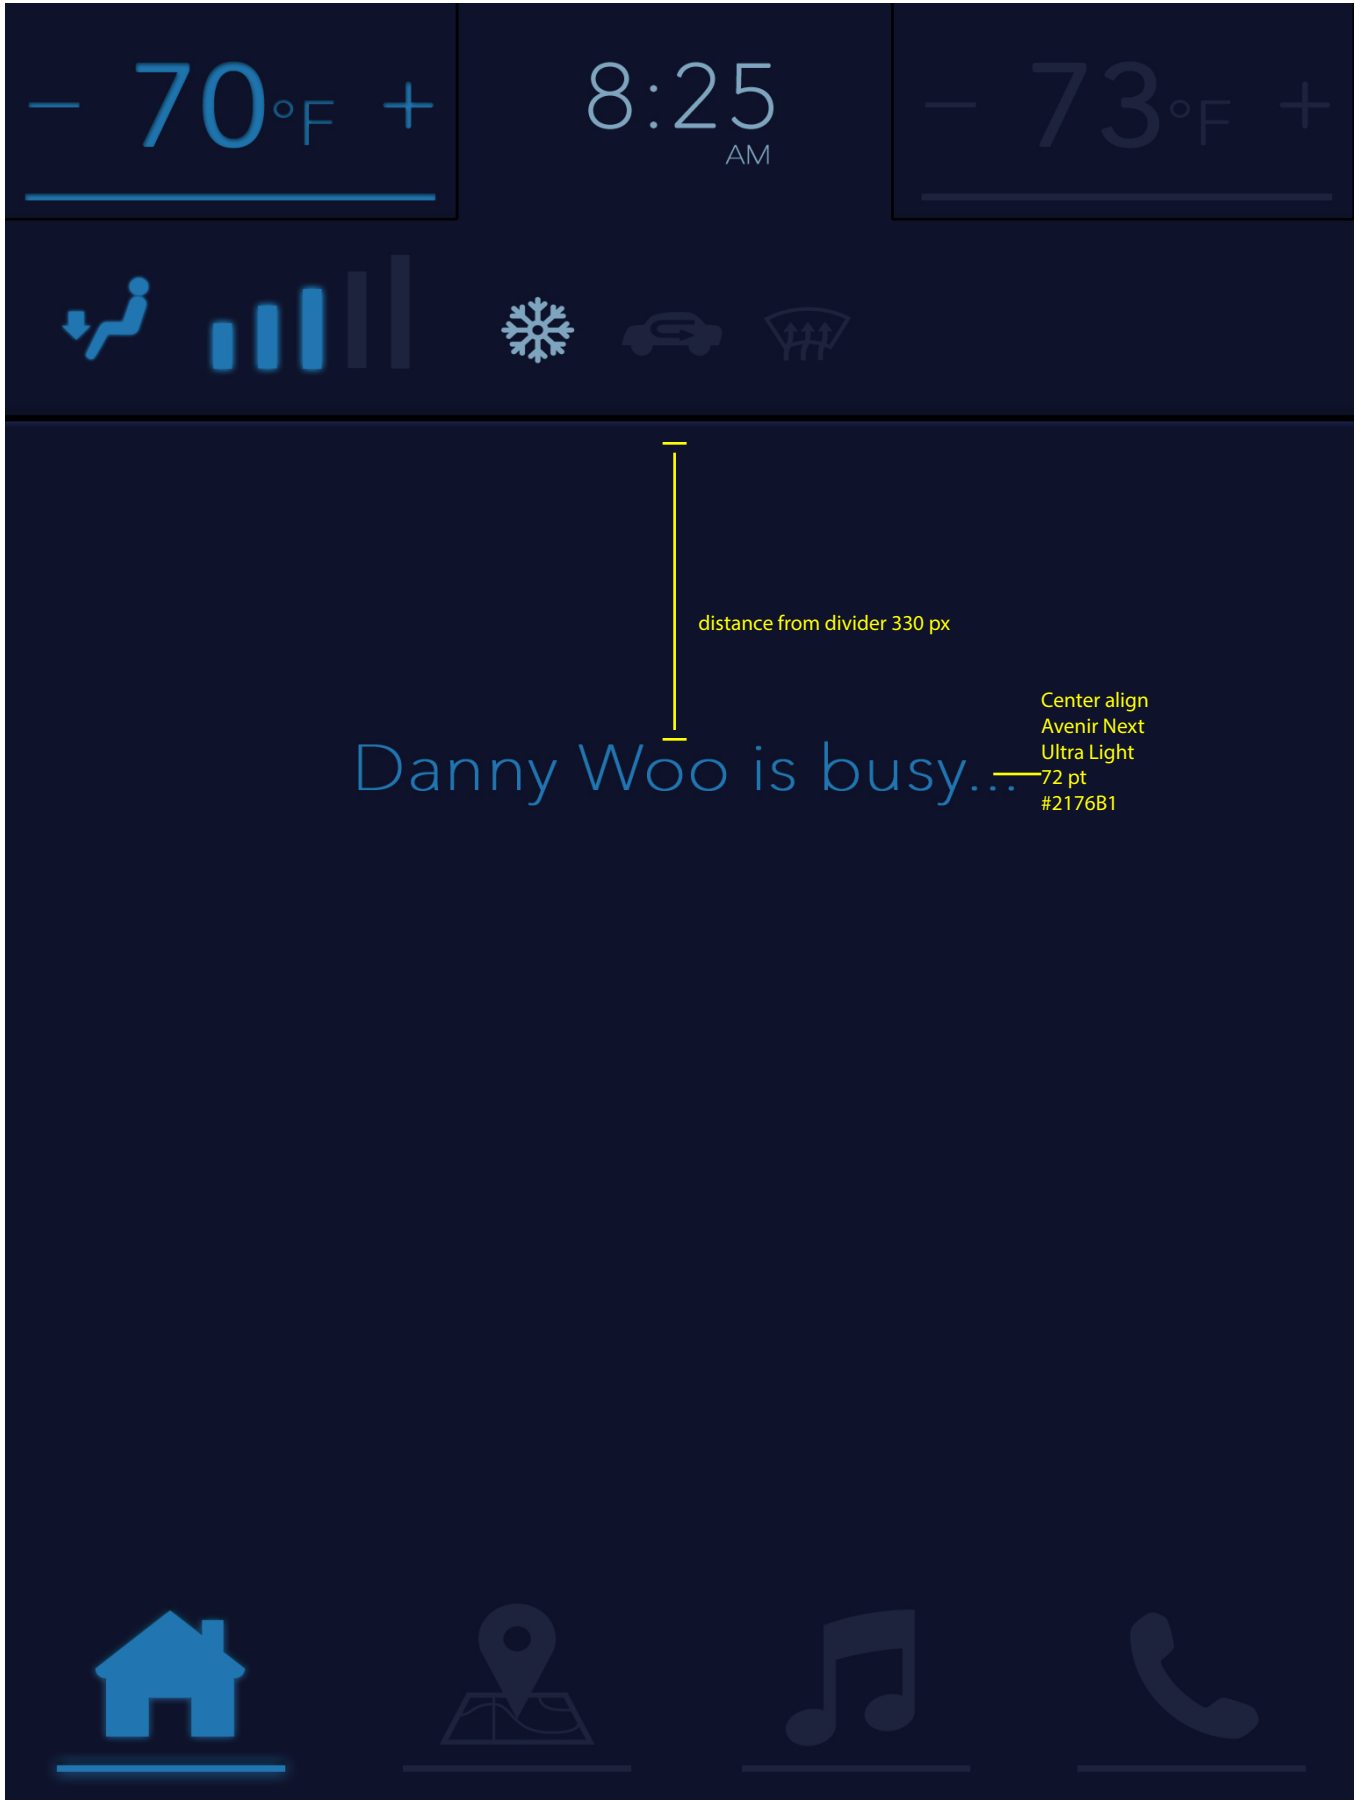 − 70°F +
8:25
AM
− 73°F +
distance from divider 330 px
Center align
Avenir Next
Ultra Light
72 pt
#2176B1
Danny Woo is busy...